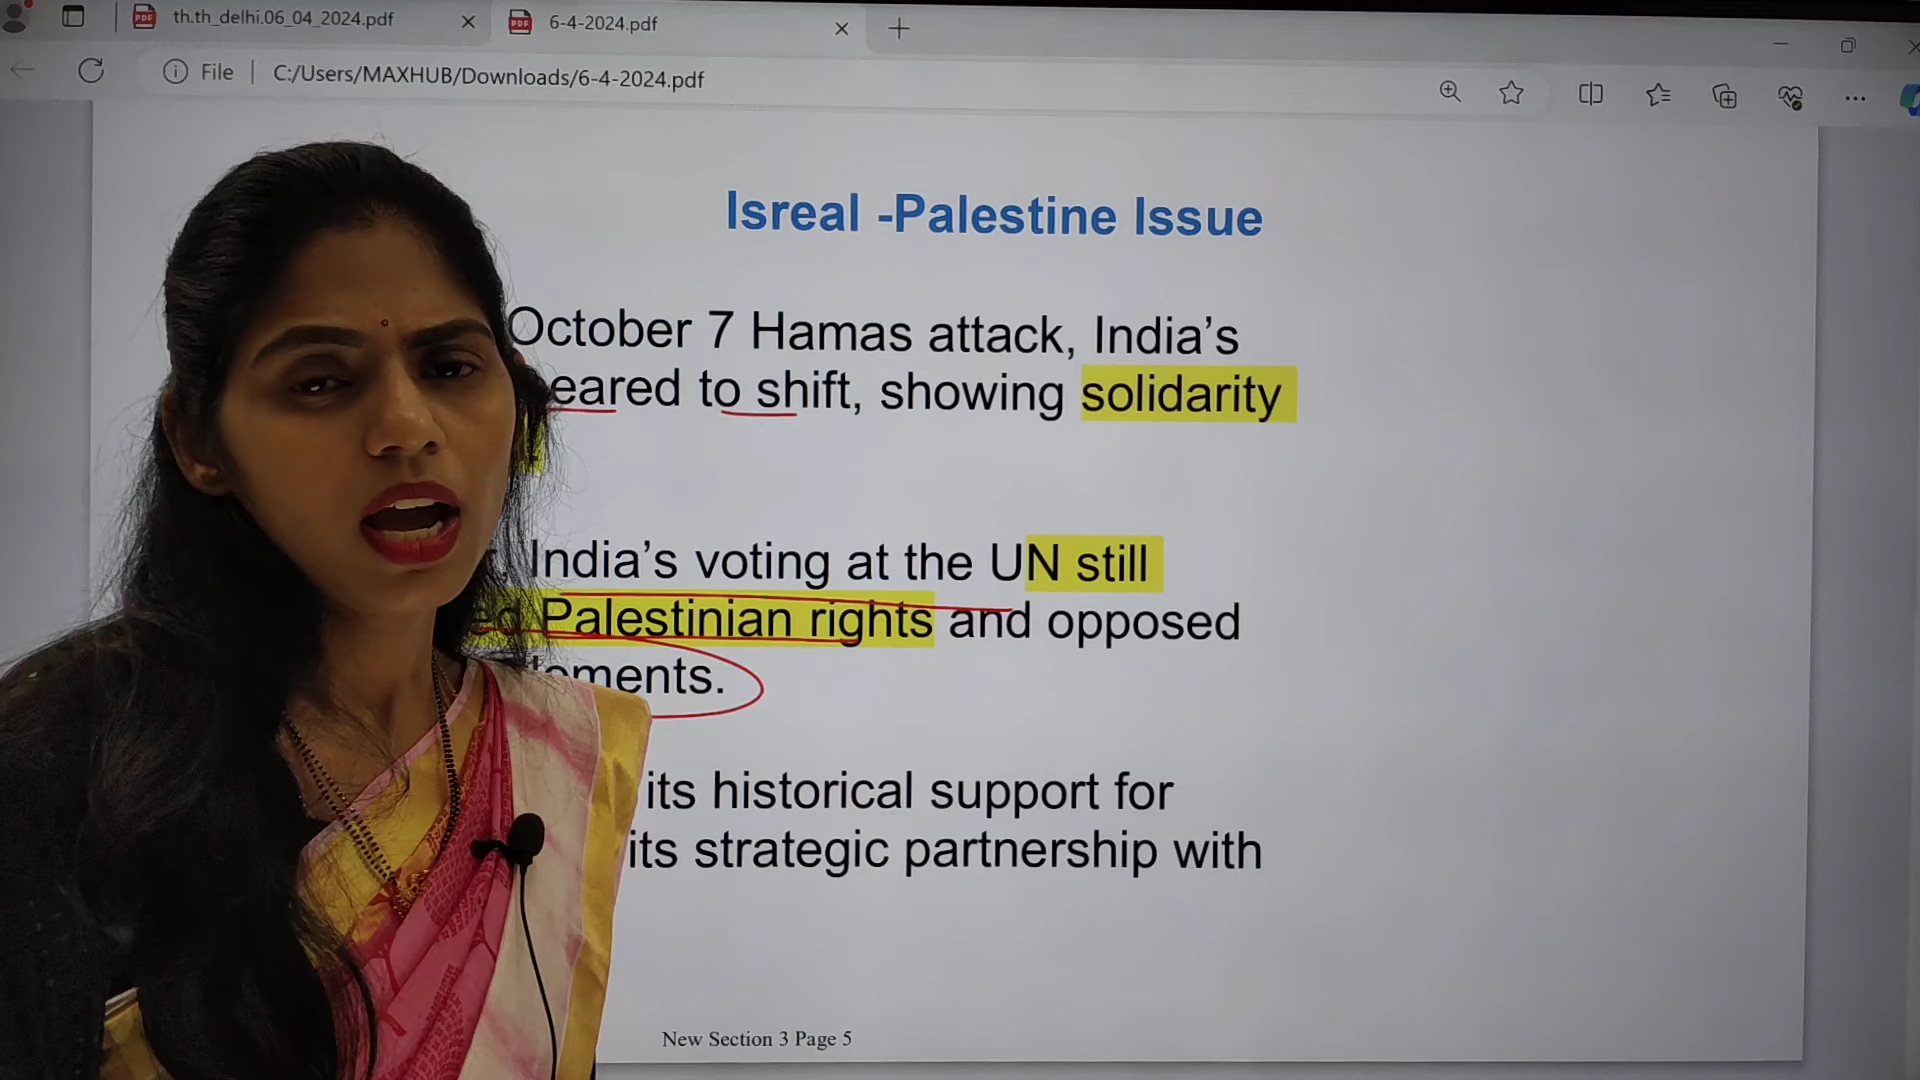 th.th_delhi.06_04_2024.pdf
6-4-2024.pdf
File
C:/Users/MAXHUB/Downloads/6-4-2024.pdf
Isreal -Palestine Issue
October 7 Hamas attack, India’s
eared to shift, showing solidarity
India’s voting at the UN still
ed Palestinian rights and opposed
ements.
its historical support for
its strategic partnership with
New Section 3 Page 5